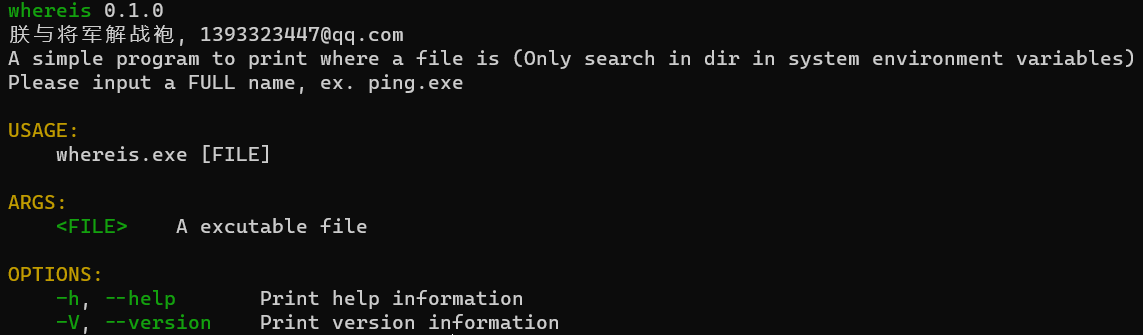 whereis 0.1.0
朕与将军解战袍, 1393323447@qq.com
A simple program to print where a file is (Only search in dir in system environment variables)
Please input a FULL name, ex. ping.exe
USAGE:
whereis.exe [FILE]
ARGS:
<FILE> A excutable file
OPTIONS:
-h, --help Print help information
-V, --version Print version information